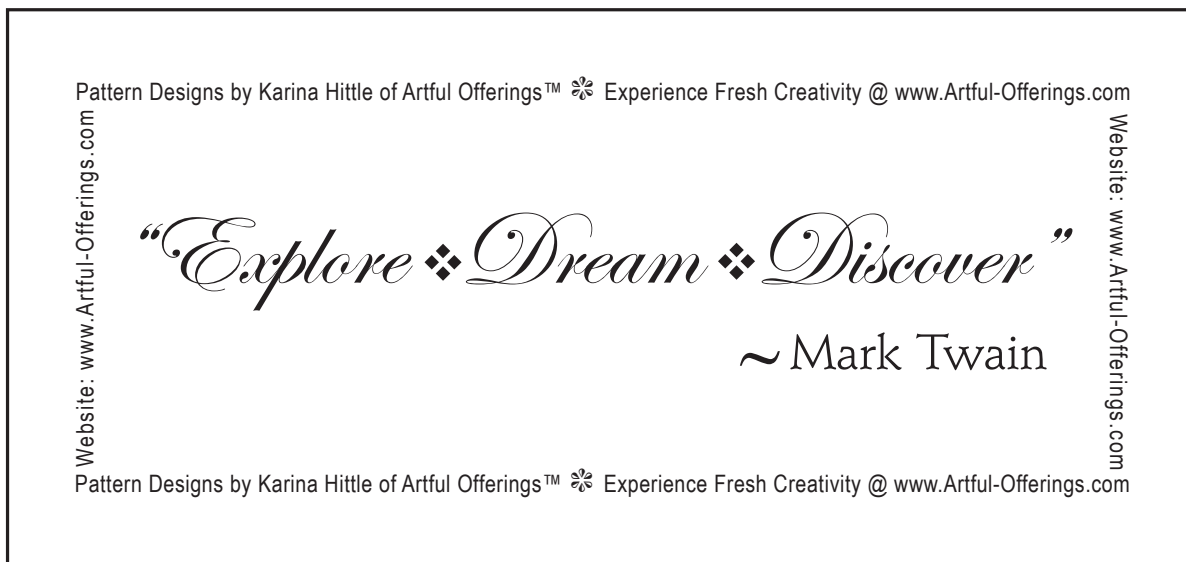 Pattern Designs by Karina Hittle of Artful Offerings™ ✽ Experience Fresh Creativity @ www.Artful-Offerings.com
Website: www.Artful-Offerings.com
“Explore ❖ Dream ❖ Discover”
~ Mark Twain
Website: www.Artful-Offerings.com
Pattern Designs by Karina Hittle of Artful Offerings™ ✽ Experience Fresh Creativity @ www.Artful-Offerings.com